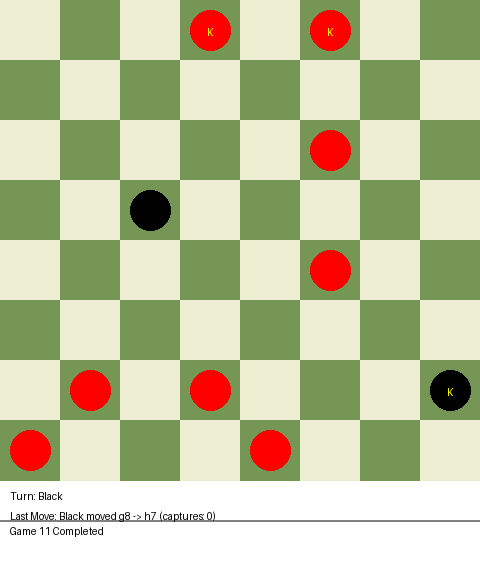 K
K
K
Turn: Black
Last Move: Black moved g8 -> h7 (captures: 0)
Game 11 Completed